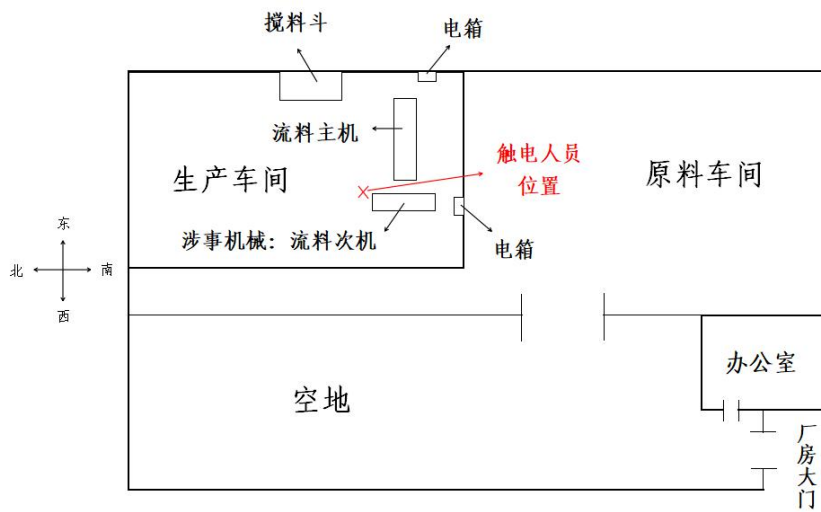 搅料斗
电箱
流料主机
触电人员
位置
生产车间
原料车间
涉事机械：流料次机
电箱
东
北
南
西
办公室
空地
厂房大门